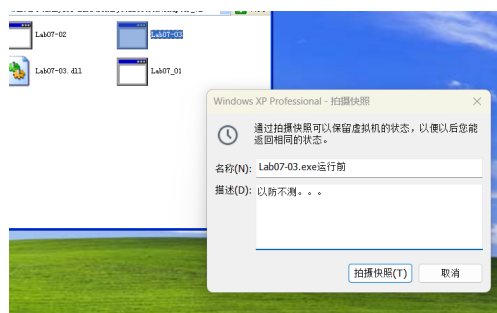 Lab07-02
Lab07-03
Lab07-03.dll
Lab07_01
Windows XP Professional - 拍摄快照
通过拍摄快照可以保留虚拟机的状态，以便以后您能
返回相同的状态。
名称(N):
Lab07-03.exe运行前
描述(D):
以防不测。。。
拍摄快照(T)
取消